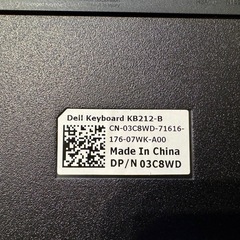 Dell Keyboard KB212-B
CN-03C8WD-71616-
176-07WK-A00
Made In China
DP/N 03C8WD